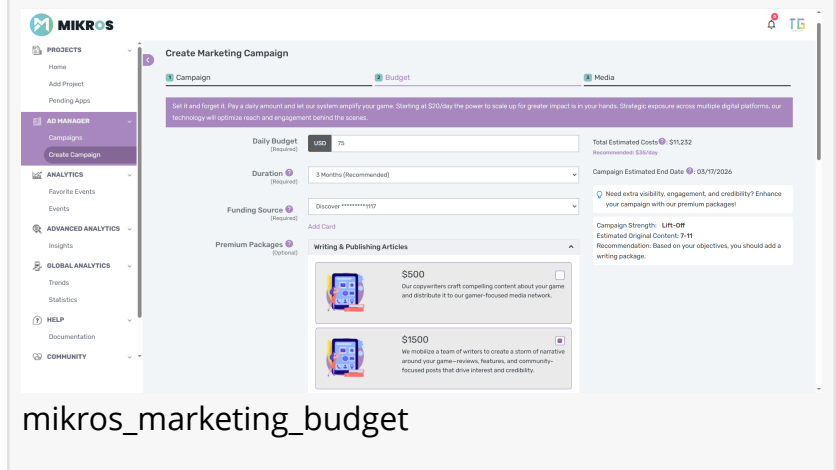 MIKROS
4
TG
PROJECTS
Home
Add Project
Pending Apps
AD MANAGER
Campaigns
Create Campaign
ANALYTICS
Favorite Events
Events
ADVANCED ANALYTICS
Insights
GLOBAL ANALYTICS
Trends
Statistics
HELP
Documentation
COMMUNITY
Create Marketing Campaign
1 Campaign
2 Budget
3 Media
Set it and forget it. Pay a daily amount and let our system amplify your game. Starting at $20/day the power to scale up for greater impact is in your hands. Strategic exposure across multiple digital platforms, our
technology will optimize reach and engagement behind the scenes.
Daily Budget
(Required)
USD 75
Duration ?
(Required)
3 Months (Recommended)
Funding Source ?
(Required)
Discover *********1117
Add Card
Premium Packages ?
(Optional)
Writing & Publishing Articles
$500
Our copywriters craft compelling content about your game
and distribute it to our gamer-focused media network.
$1500
We mobilize a team of writers to create a storm of narrative
around your game—reviews, features, and community-
focused posts that drive interest and credibility.
Total Estimated Costs?: $11,232
Recommended: $35/day
Campaign Estimated End Date ?: 03/17/2026
Need extra visibility, engagement, and credibility? Enhance
your campaign with our premium packages!
Campaign Strength: Lift-Off
Estimated Original Content: 7-11
Recommendation: Based on your objectives, you should add a
writing package.
mikros_marketing_budget